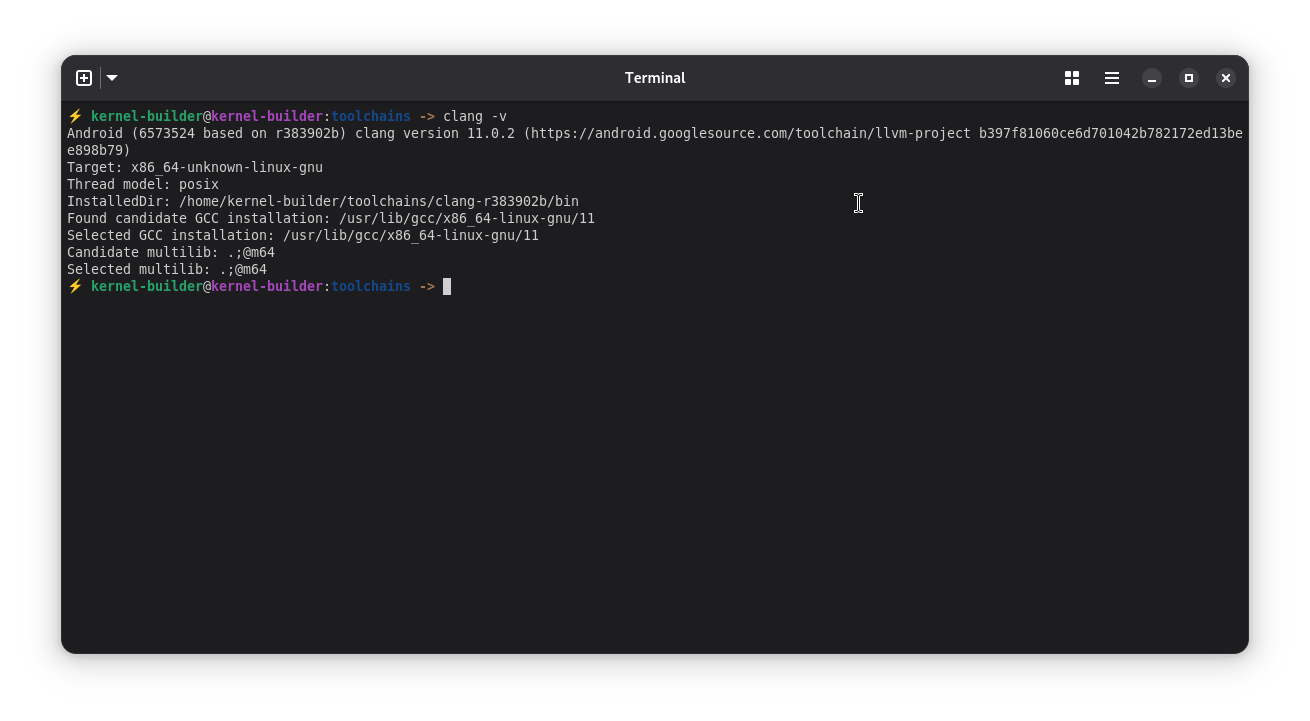 Terminal
⚡ kernel-builder@kernel-builder:toolchains -> clang -v
Android (6573524 based on r383902b) clang version 11.0.2 (https://android.googlesource.com/toolchain/llvm-project b397f81060ce6d701042b782172ed13be
e898b79)
Target: x86_64-unknown-linux-gnu
Thread model: posix
InstalledDir: /home/kernel-builder/toolchains/clang-r383902b/bin
Found candidate GCC installation: /usr/lib/gcc/x86_64-linux-gnu/11
Selected GCC installation: /usr/lib/gcc/x86_64-linux-gnu/11
Candidate multilib: .;@m64
Selected multilib: .;@m64
⚡ kernel-builder@kernel-builder:toolchains ->